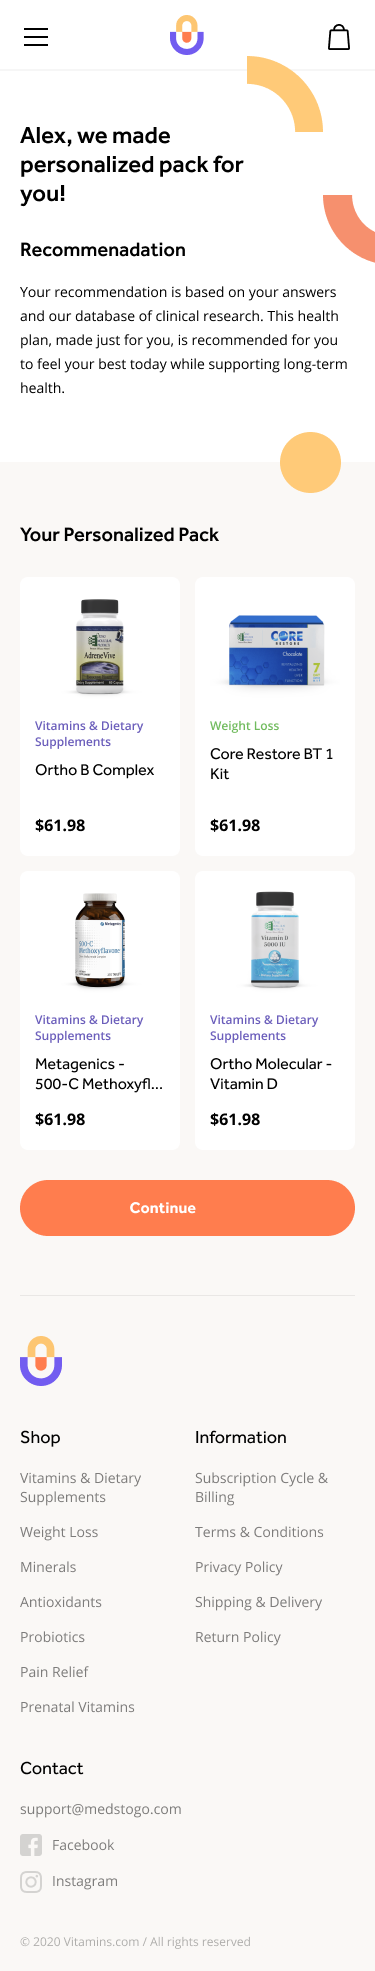 Alex, we made
personalized pack for
you!
Recommenadation
Your recommendation is based on your answers
and our database of clinical research. This health
plan, made just for you, is recommended for you
to feel your best today while supporting long-term
health.
Your Personalized Pack
AdreneVive
Vitamins & Dietary
Supplements
Ortho B Complex
$61.98
CORE
RESTORE
Chocolate
7
Weight Loss
Core Restore BT 1
Kit
$61.98
Metagenics
500-C
Methoxyflavone
Vitamins & Dietary
Supplements
Metagenics -
500-C Methoxyfl...
$61.98
Vitamin D
5000 IU
Vitamins & Dietary
Supplements
Ortho Molecular -
Vitamin D
$61.98
Continue
Shop
Vitamins & Dietary
Supplements
Weight Loss
Minerals
Antioxidants
Probiotics
Pain Relief
Prenatal Vitamins
Information
Subscription Cycle &
Billing
Terms & Conditions
Privacy Policy
Shipping & Delivery
Return Policy
Contact
support@medstogo.com
Facebook
Instagram
© 2020 Vitamins.com / All rights reserved